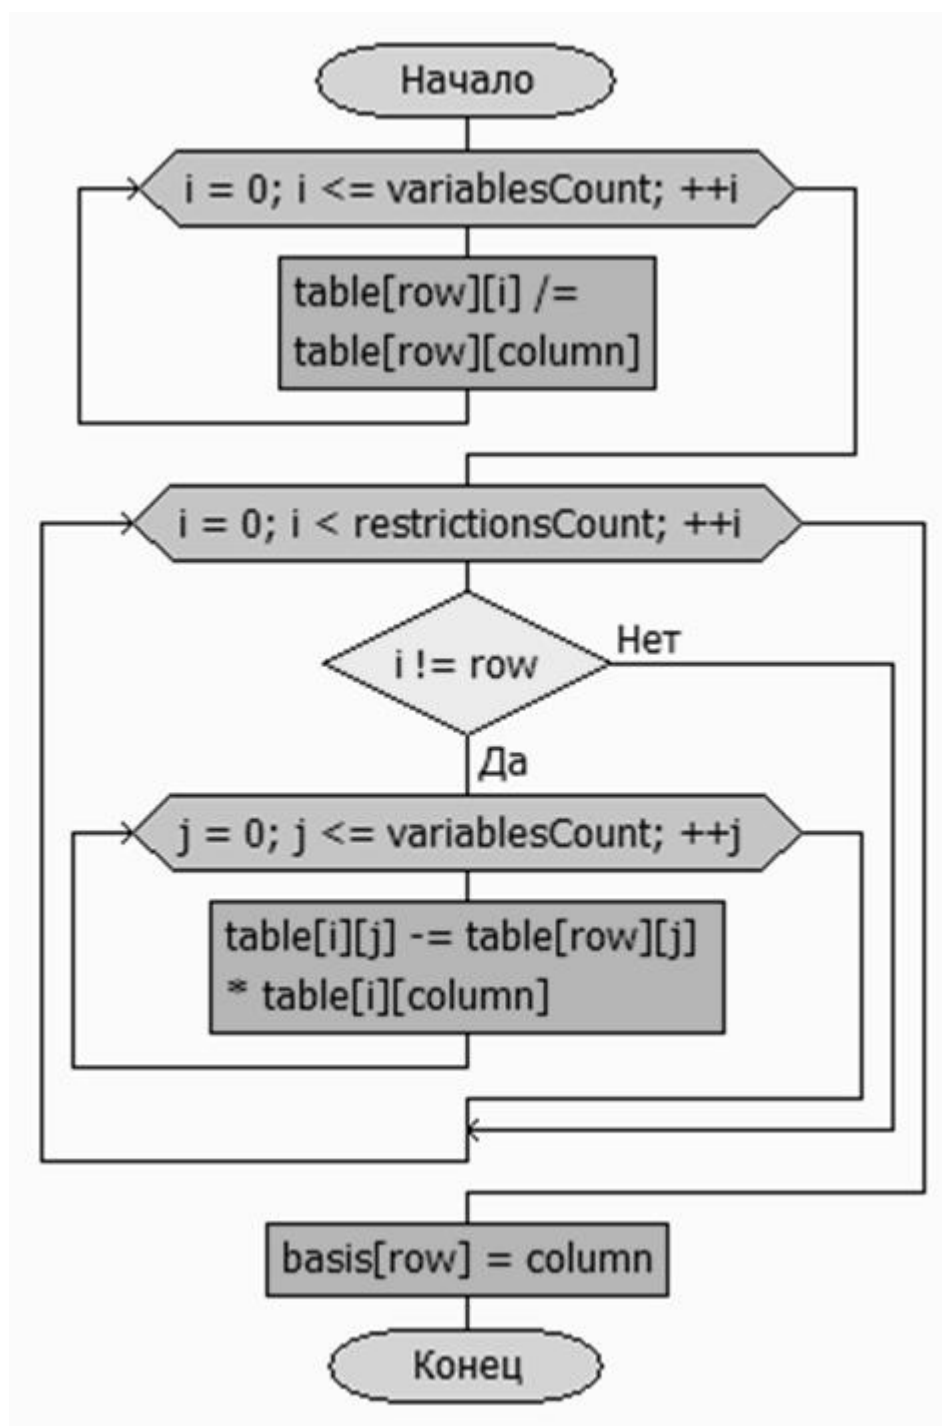 Начало
i = 0; i <= variablesCount; ++i
table[row][i] /=
table[row][column]
i = 0; i < restrictionsCount; ++i
i != row
Нет
Да
j = 0; j <= variablesCount; ++j
table[i][j] -= table[row][j]
* table[i][column]
basis[row] = column
Конец